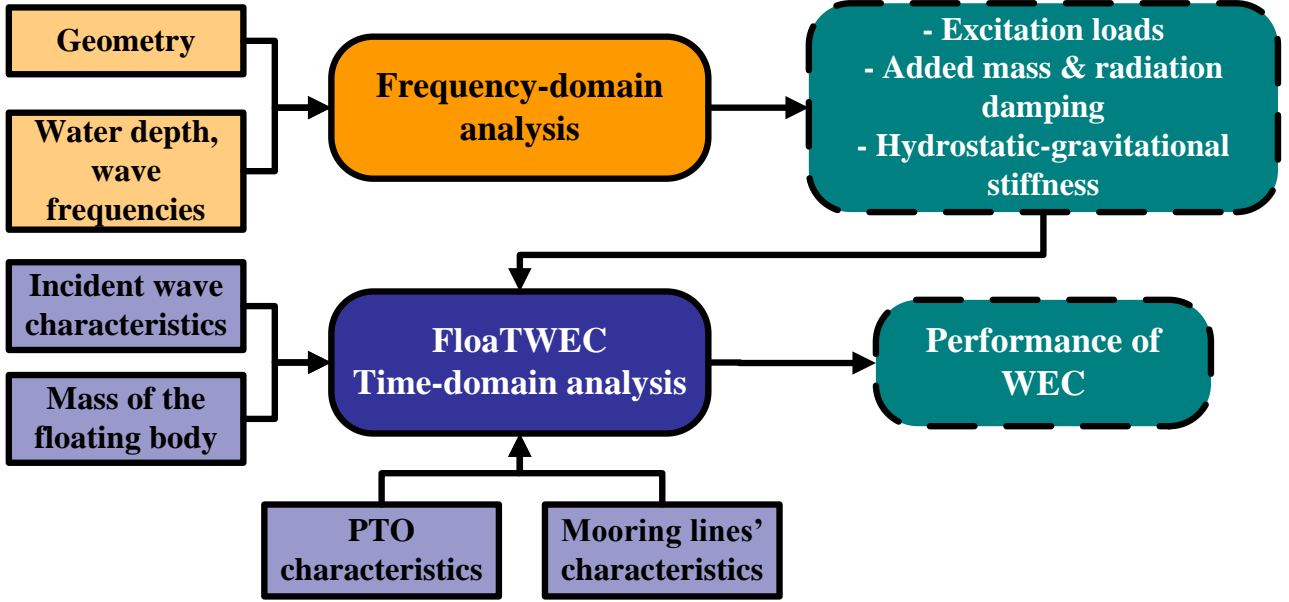 Geometry
Water depth,
wave
frequencies
Frequency-domain
analysis
- Excitation loads
- Added mass & radiation
damping
- Hydrostatic-gravitational
stiffness
Incident wave
characteristics
Mass of the
floating body
FloaTWEC
Time-domain analysis
Performance of
WEC
PTO
characteristics
Mooring lines’
characteristics